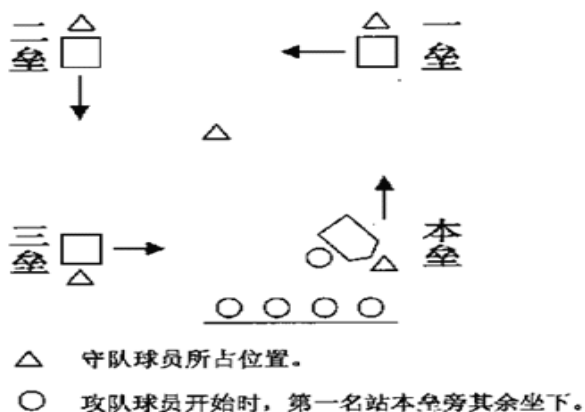 二垒
一垒
三垒
本垒
△ 守队球员所占位置。
○ 攻队球员开始时，第一名站本垒旁其余坐下。